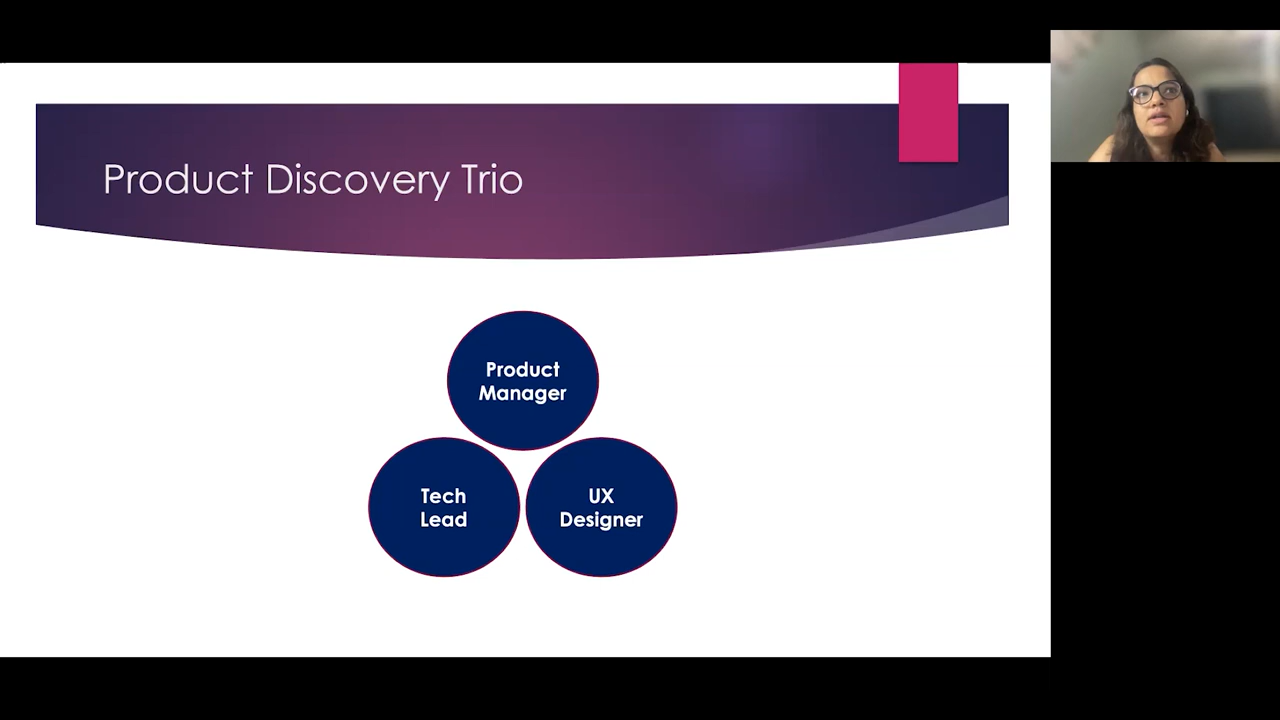 Product Discovery Trio
Product
Manager
Tech
Lead
UX
Designer